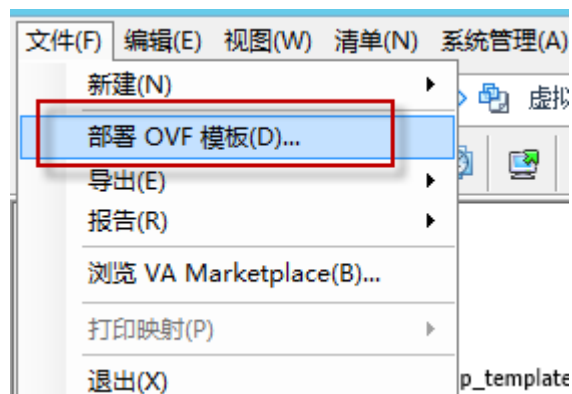 文件(F) 编辑(E) 视图(W) 清单(N) 系统管理(A)
新建(N)
虚拟
部署 OVF 模板(D)...
导出(E)
报告(R)
浏览 VA Marketplace(B)...
打印映射(P)
退出(X)
p_template